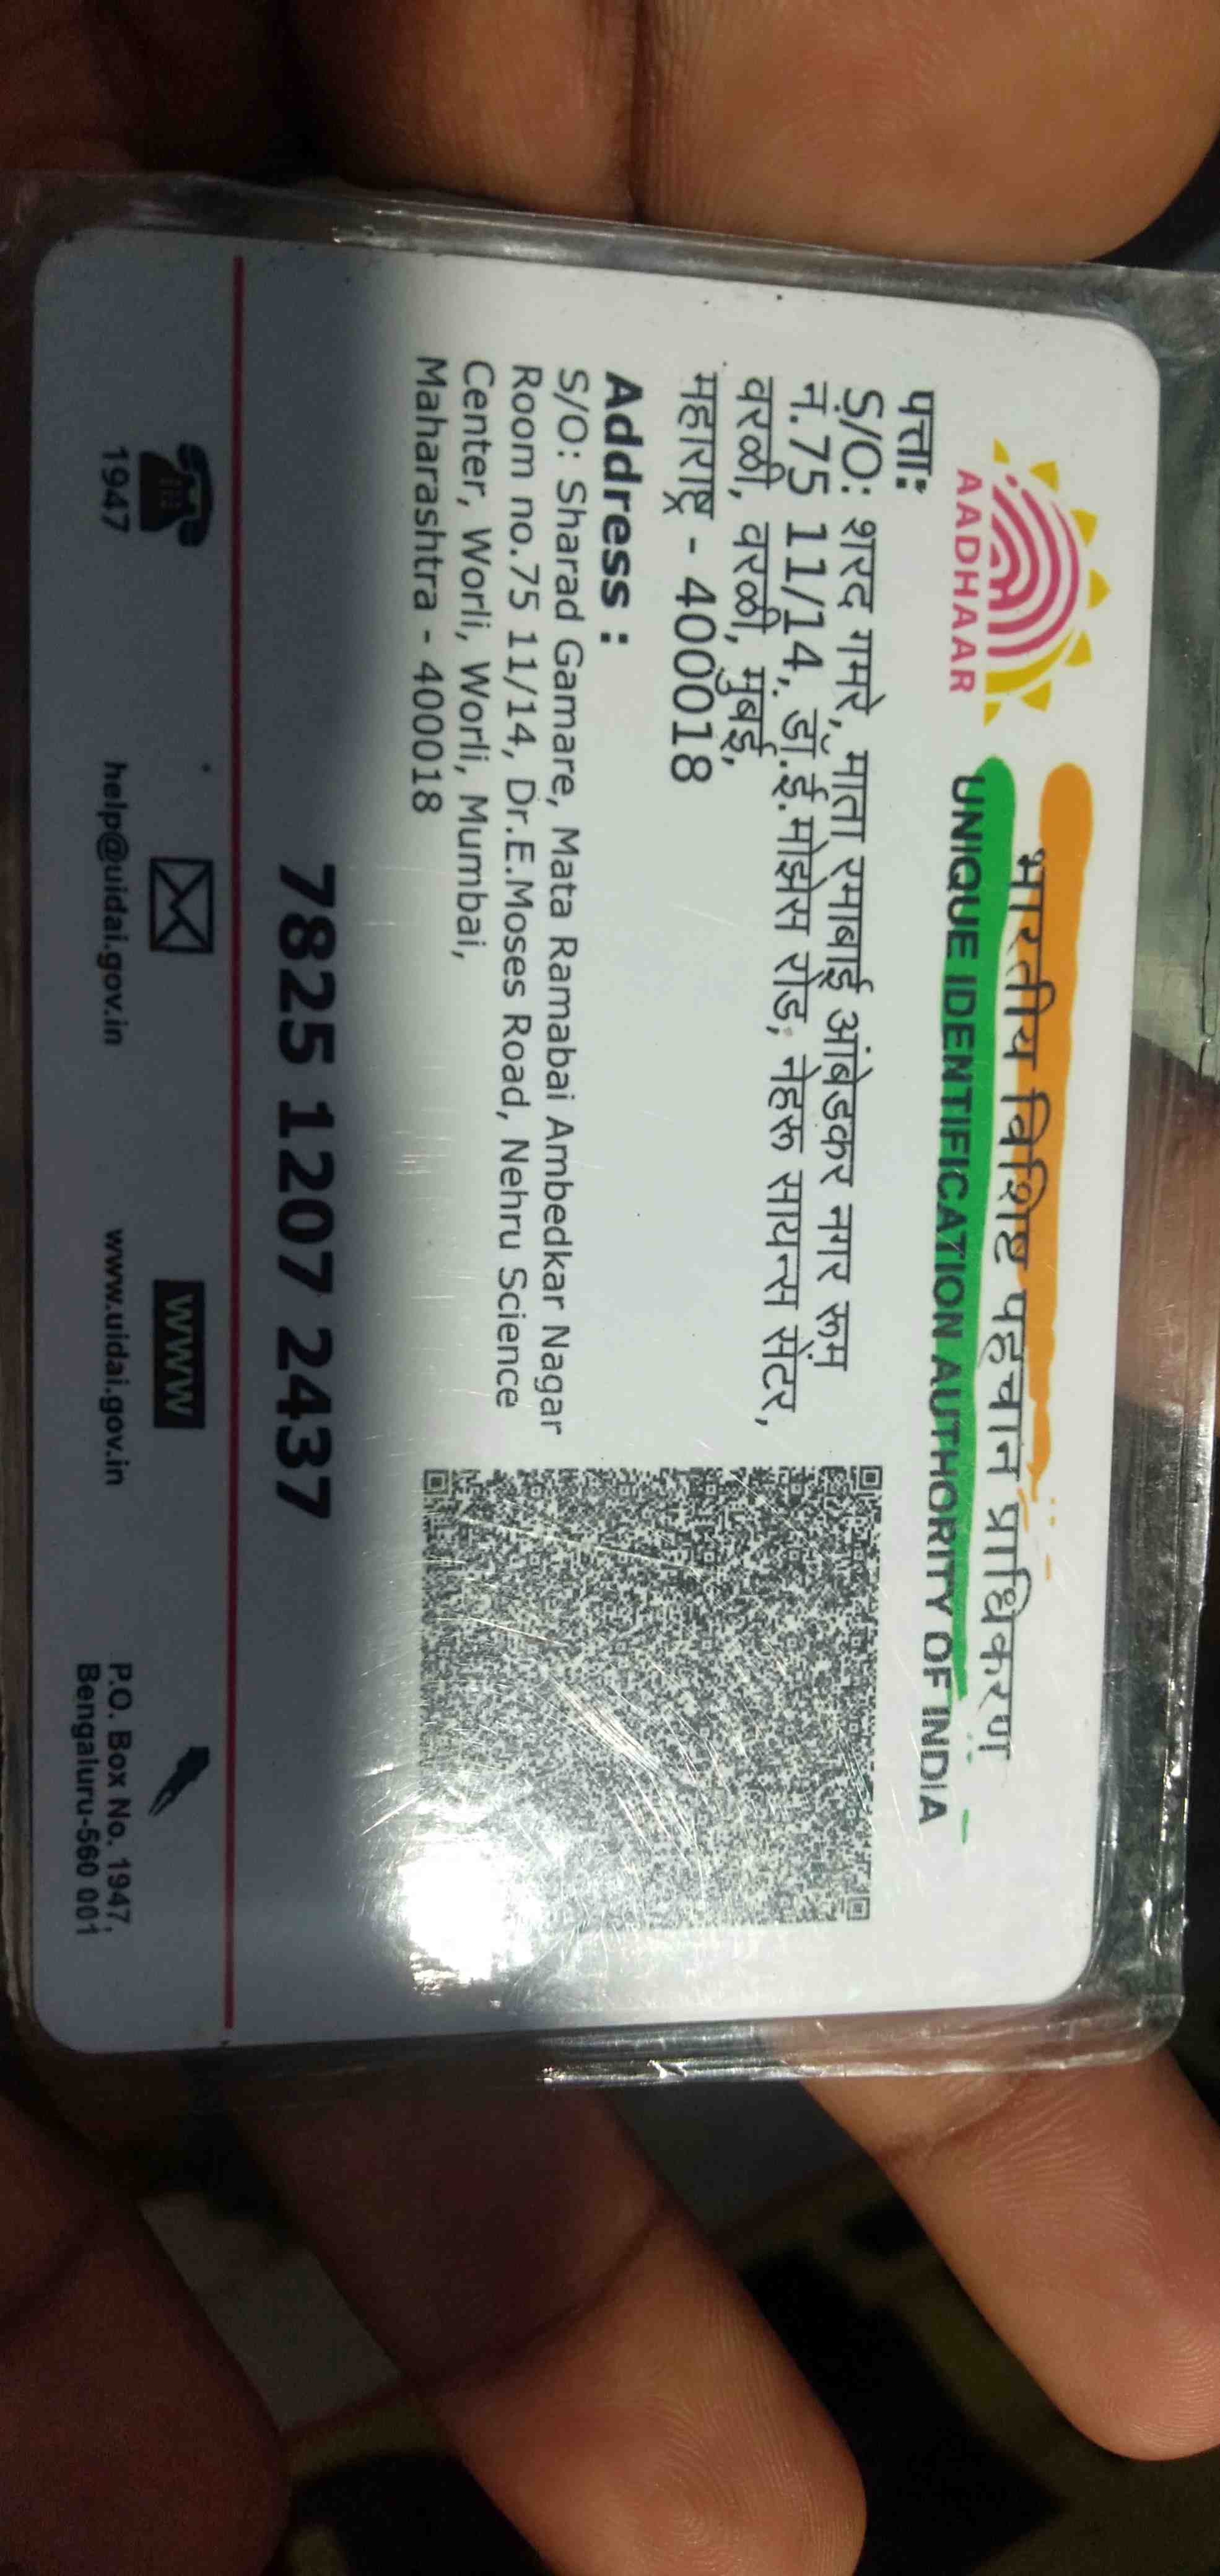 भारतीय विशिष्ट पहचान प्राधिकरण
UNIQUE IDENTIFICATION AUTHORITY OF INDIA
AADHAAR
पत्ता:
S/O: शरद गमरे, माता रमाबाई आंबेडकर नगर रूम
नं.75 11/14, डॉ.ई.मोझेस रोड, नेहरू सायन्स सेंटर,
वरळी, वरळी, मुंबई,
महाराष्ट्र - 400018
Address :
S/O: Sharad Gamare, Mata Ramabai Ambedkar Nagar
Room no.75 11/14, Dr.E.Moses Road, Nehru Science
Center, Worli, Worli, Mumbai,
Maharashtra - 400018
7825 1207 2437
WWW
1947
help@uidai.gov.in
www.uidai.gov.in
P.O. Box No. 1947,
Bengaluru-560 001